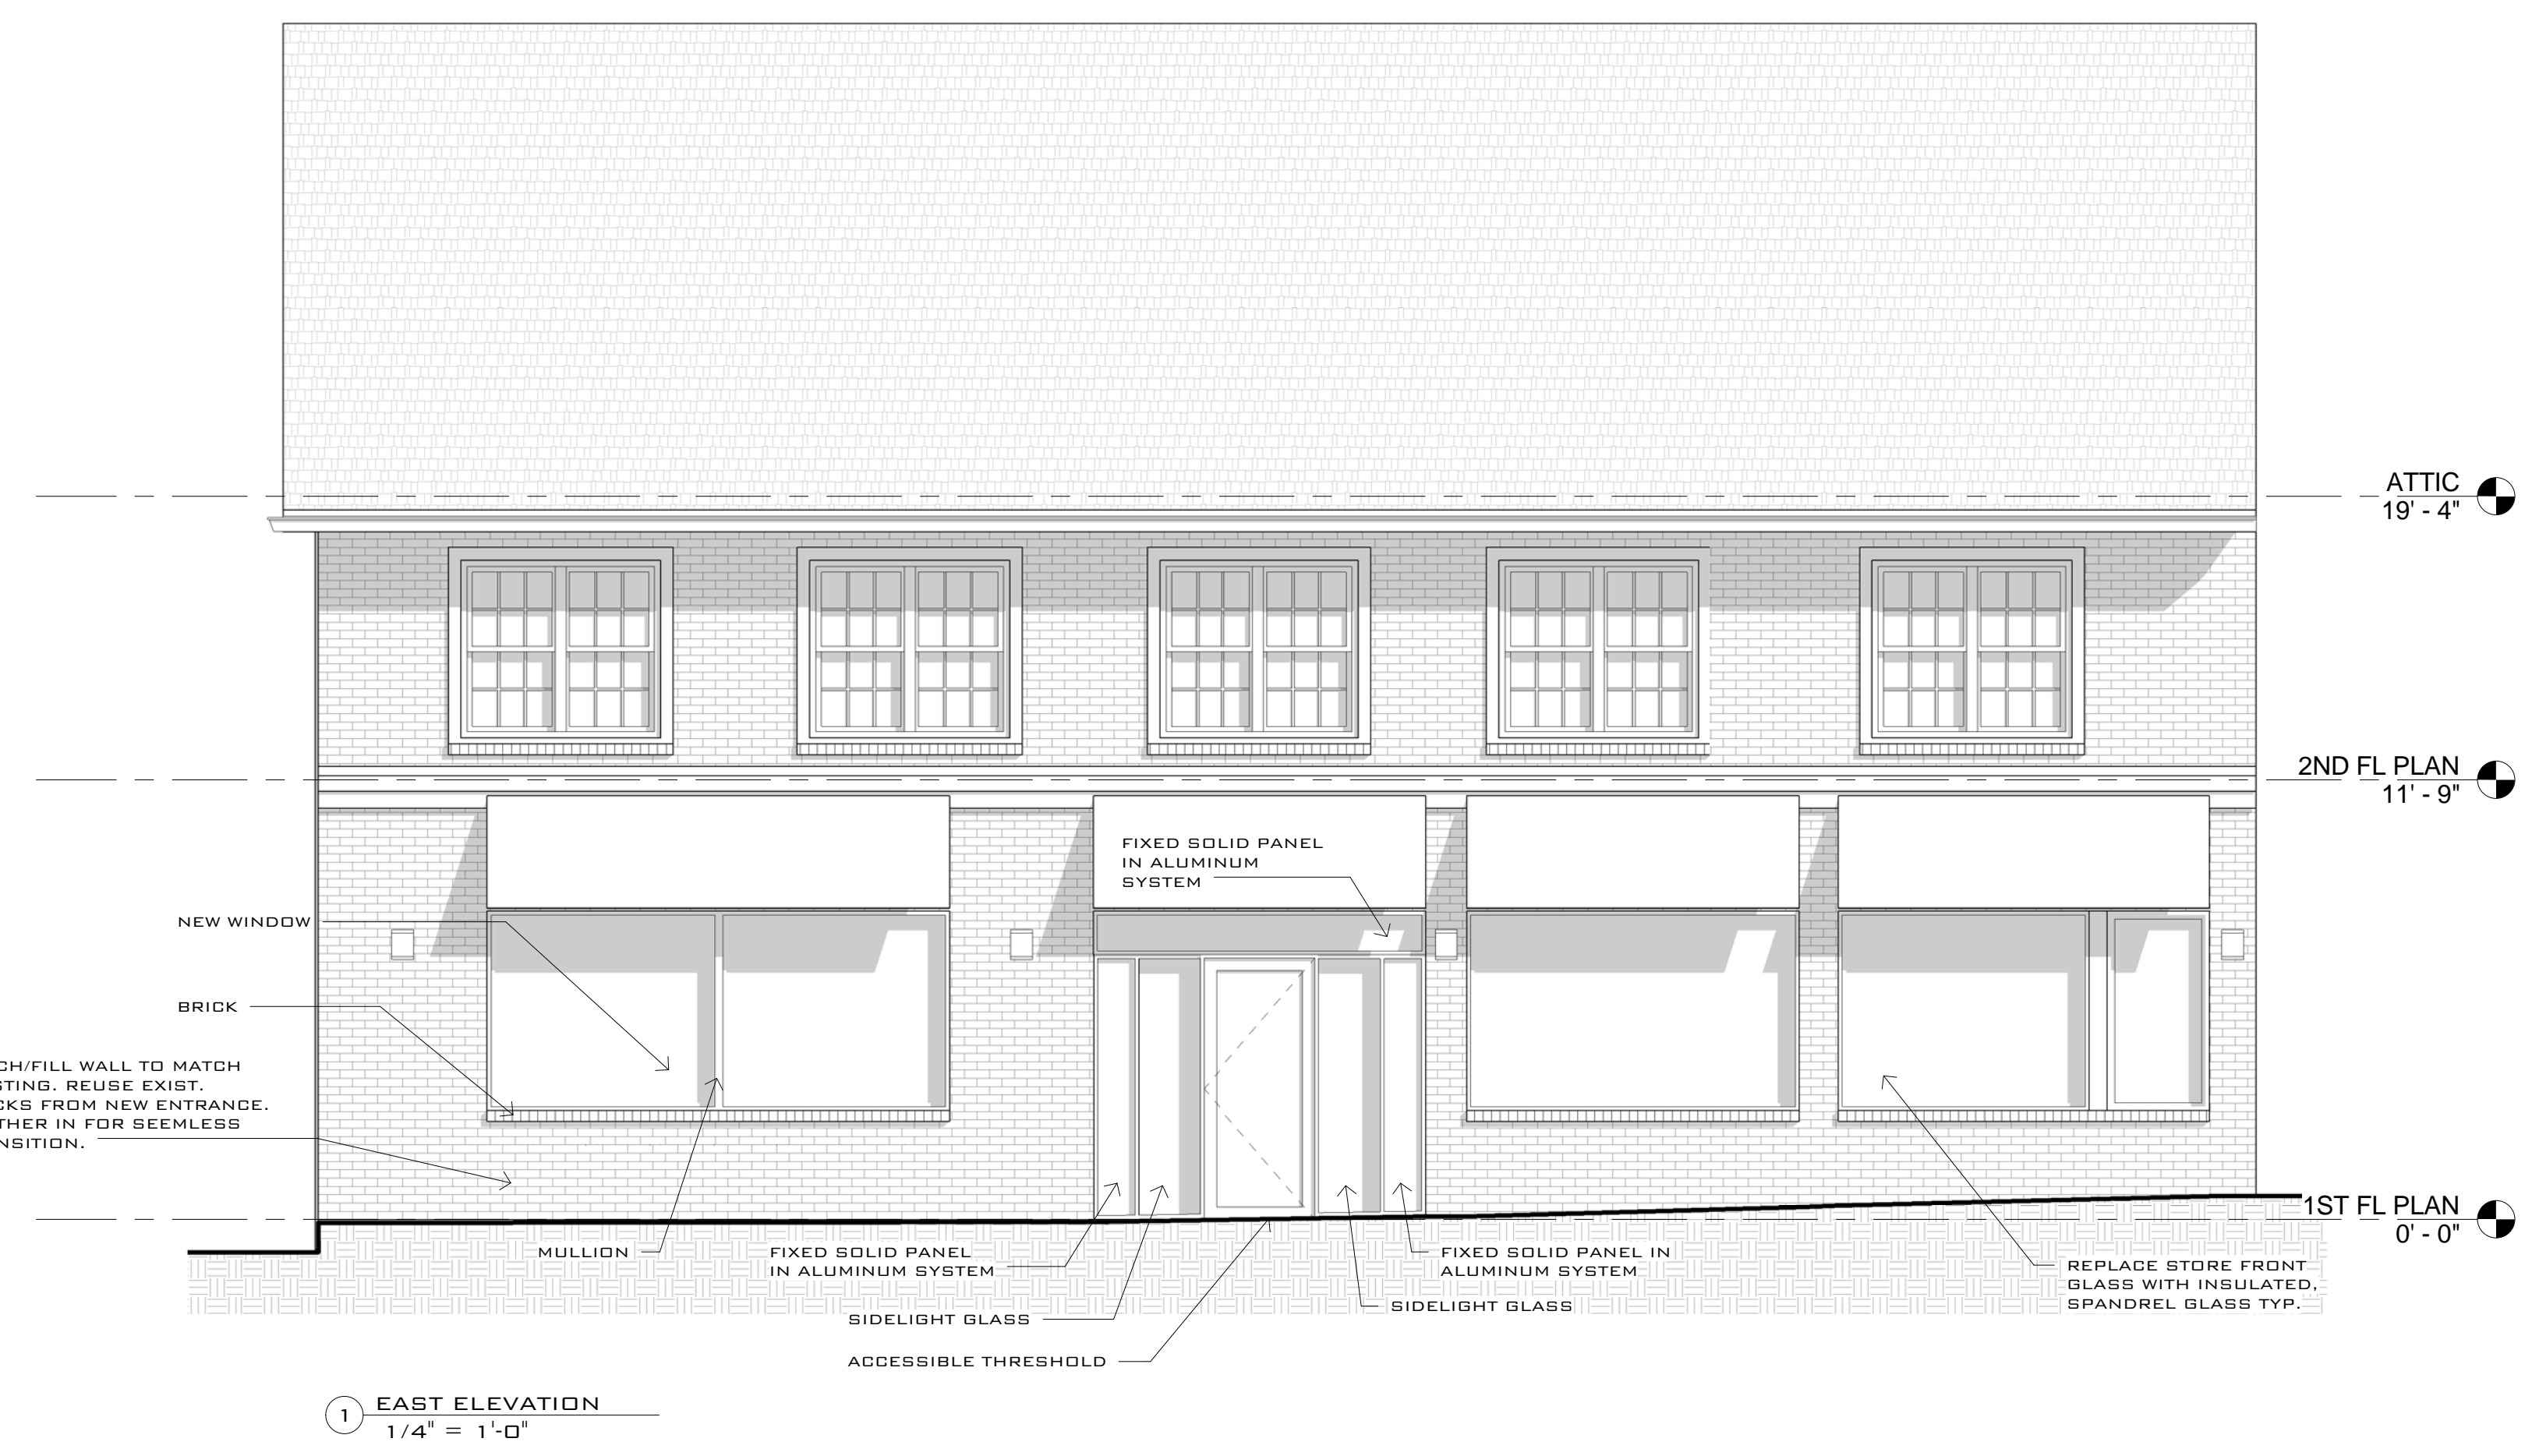 ATTIC
19' - 4"
2ND FL PLAN
11' - 9"
FIXED SOLID PANEL
IN ALUMINUM
SYSTEM
NEW WINDOW
BRICK
CH/FILL WALL TO MATCH
STING. REUSE EXIST.
CKS FROM NEW ENTRANCE.
THER IN FOR SEEMLESS
NSITION.
1ST FL PLAN
0' - 0"
MULLION
FIXED SOLID PANEL
IN ALUMINUM SYSTEM
FIXED SOLID PANEL IN
ALUMINUM SYSTEM
REPLACE STORE FRONT
GLASS WITH INSULATED,
SPANDREL GLASS TYP.
SIDELIGHT GLASS
SIDELIGHT GLASS
ACCESSIBLE THRESHOLD
1
EAST ELEVATION
1/4" = 1'-0"